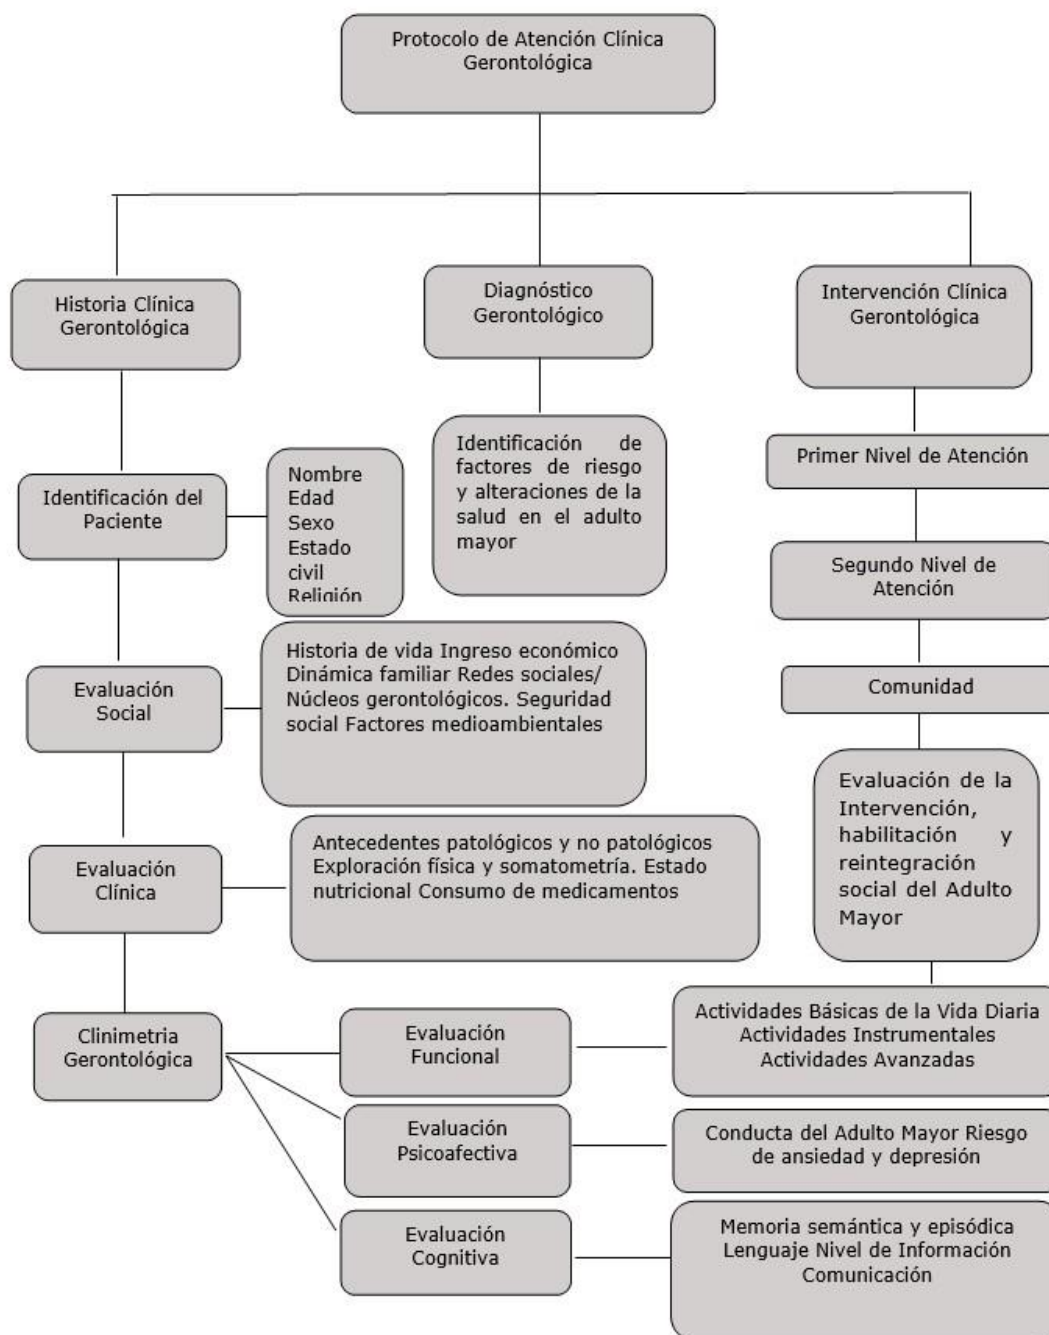 Protocolo de Atención Clínica
Gerontológica
Historia Clínica
Gerontológica
Diagnóstico
Gerontológico
Intervención Clínica
Gerontológica
Identificación del
Paciente
Nombre
Edad
Sexo
Estado
civil
Religión
Identificación de
factores de riesgo
y alteraciones de la
salud en el adulto
mayor
Primer Nivel de Atención
Segundo Nivel de
Atención
Comunidad
Evaluación
Social
Historia de vida Ingreso económico
Dinámica familiar Redes sociales/
Núcleos gerontológicos. Seguridad
social Factores medioambientales
Evaluación de la
Intervención,
habilitación y
reintegración
social del Adulto
Mayor
Evaluación
Clínica
Antecedentes patológicos y no patológicos
Exploración física y somatometría. Estado
nutricional Consumo de medicamentos
Clinimetria
Gerontológica
Evaluación
Funcional
Actividades Básicas de la Vida Diaria
Actividades Instrumentales
Actividades Avanzadas
Evaluación
Psicoafectiva
Conducta del Adulto Mayor Riesgo
de ansiedad y depresión
Evaluación
Cognitiva
Memoria semántica y episódica
Lenguaje Nivel de Información
Comunicación